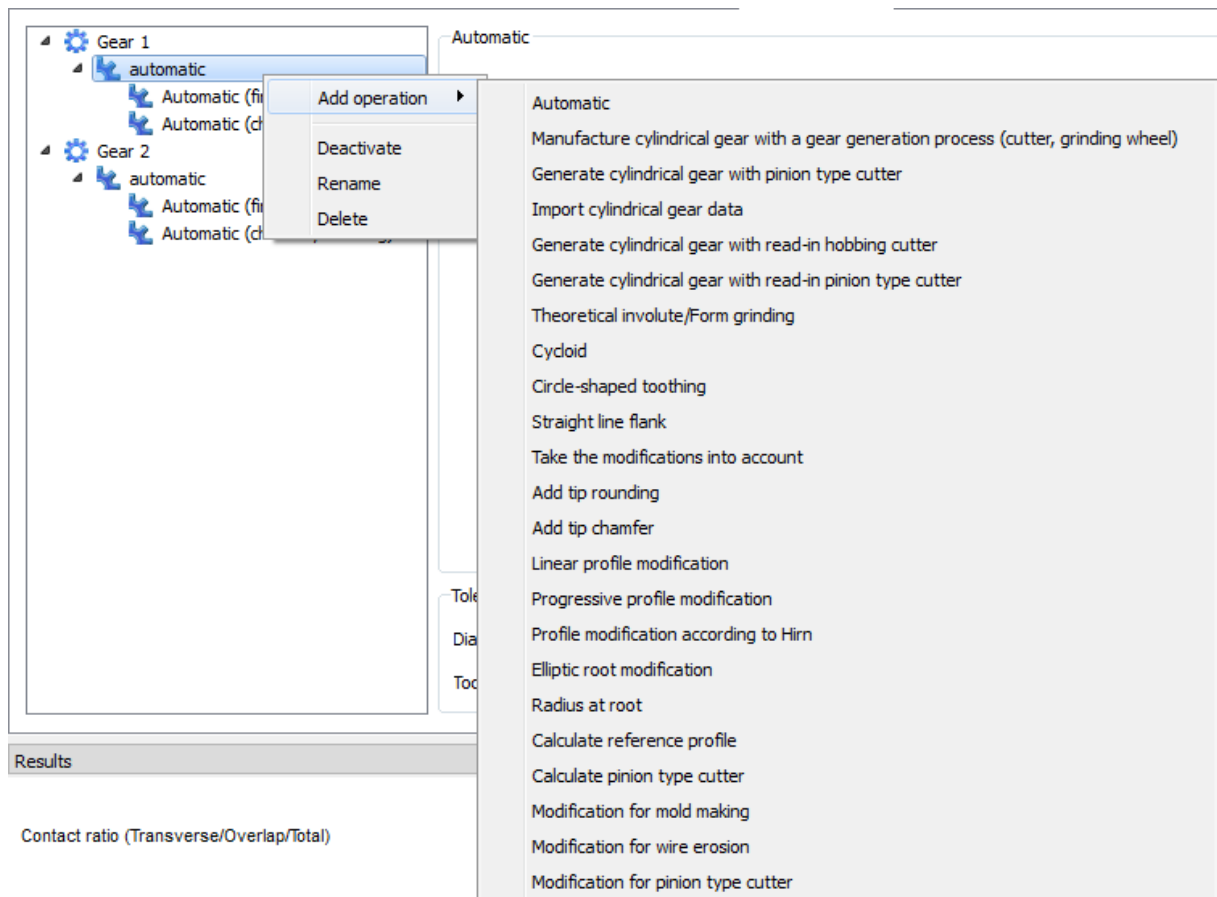 Gear 1
automatic
Automatic (fi
Automatic (ch
Gear 2
automatic
Automatic (fi
Automatic (ch
Add operation
Deactivate
Rename
Delete
Automatic
Automatic
Manufacture cylindrical gear with a gear generation process (cutter, grinding wheel)
Generate cylindrical gear with pinion type cutter
Import cylindrical gear data
Generate cylindrical gear with read-in hobbing cutter
Generate cylindrical gear with read-in pinion type cutter
Theoretical involute/Form grinding
Cycloid
Circle-shaped toothing
Straight line flank
Take the modifications into account
Add tip rounding
Add tip chamfer
Linear profile modification
Progressive profile modification
Profile modification according to Hirn
Elliptic root modification
Radius at root
Calculate reference profile
Calculate pinion type cutter
Modification for mold making
Modification for wire erosion
Modification for pinion type cutter
Tole
Dia
Too
Results
Contact ratio (Transverse/Overlap/Total)